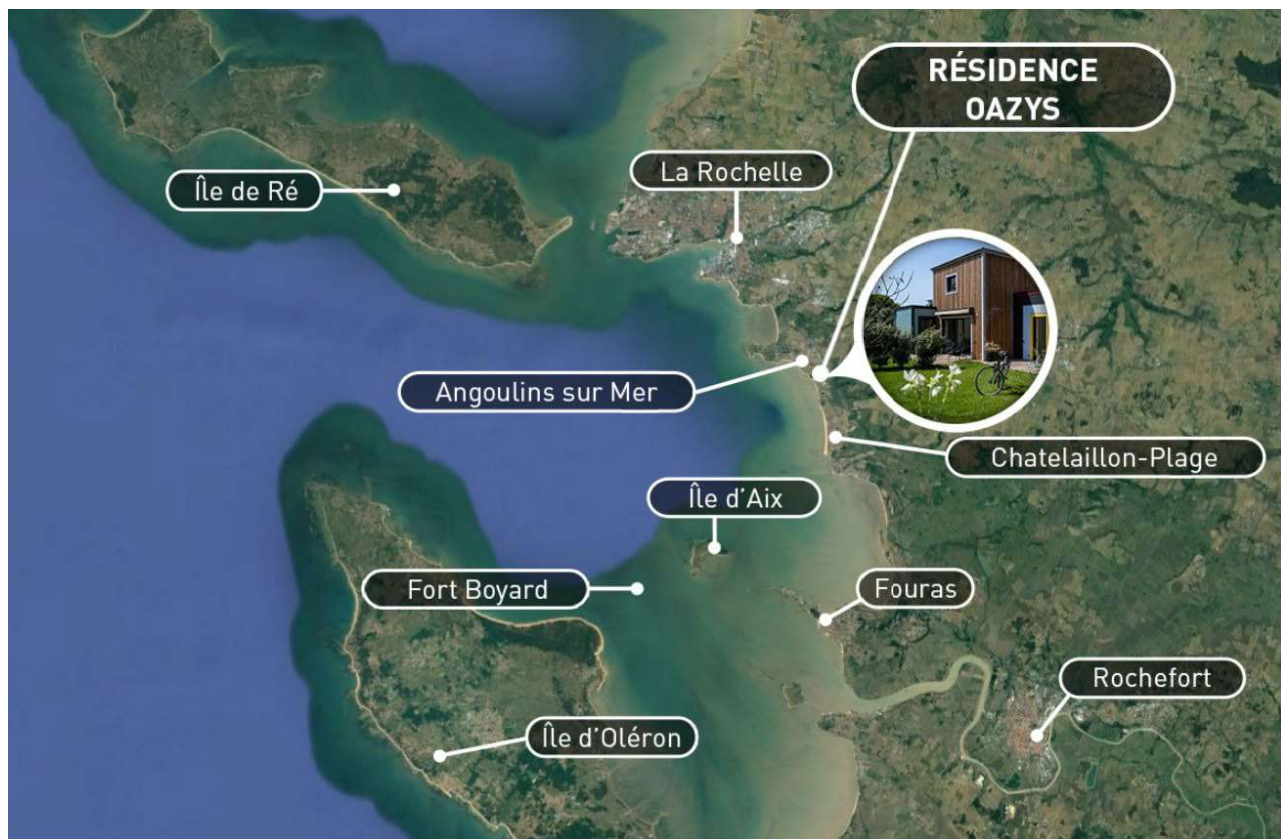 RÉSIDENCE
OAZYS
La Rochelle
Île de Ré
Angoulins sur Mer
Chatelaillon-Plage
Île d'Aix
Fort Boyard
Fouras
Rochefort
Île d'Oléron